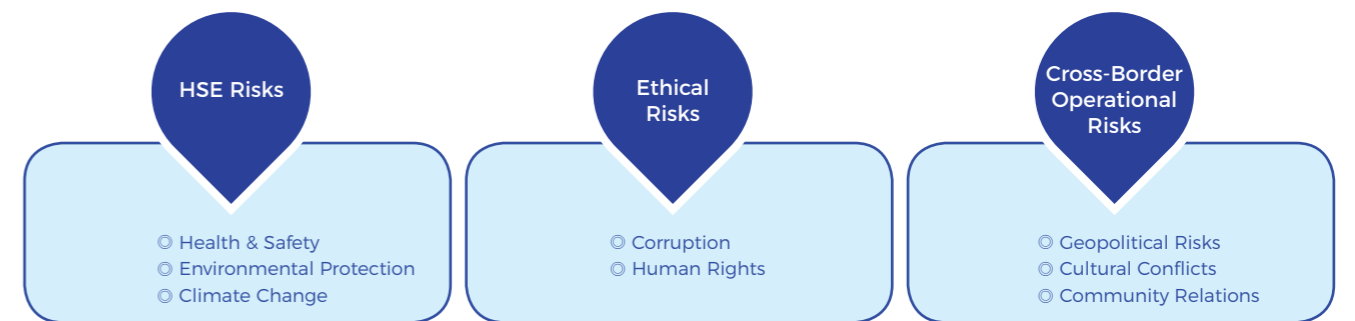 HSE Risks
◎ Health & Safety
◎ Environmental Protection
◎ Climate Change
Ethical
Risks
◎ Corruption
◎ Human Rights
Cross-Border
Operational
Risks
◎ Geopolitical Risks
◎ Cultural Conflicts
◎ Community Relations